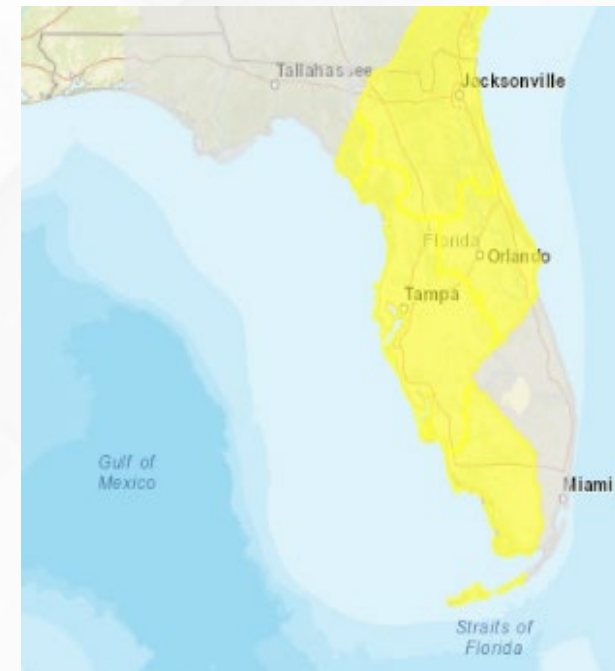 Tallahassee
Jacksonville
Florida
Orlando
Tampa
Gulf of
Mexico
Miami
Straits of
Florida